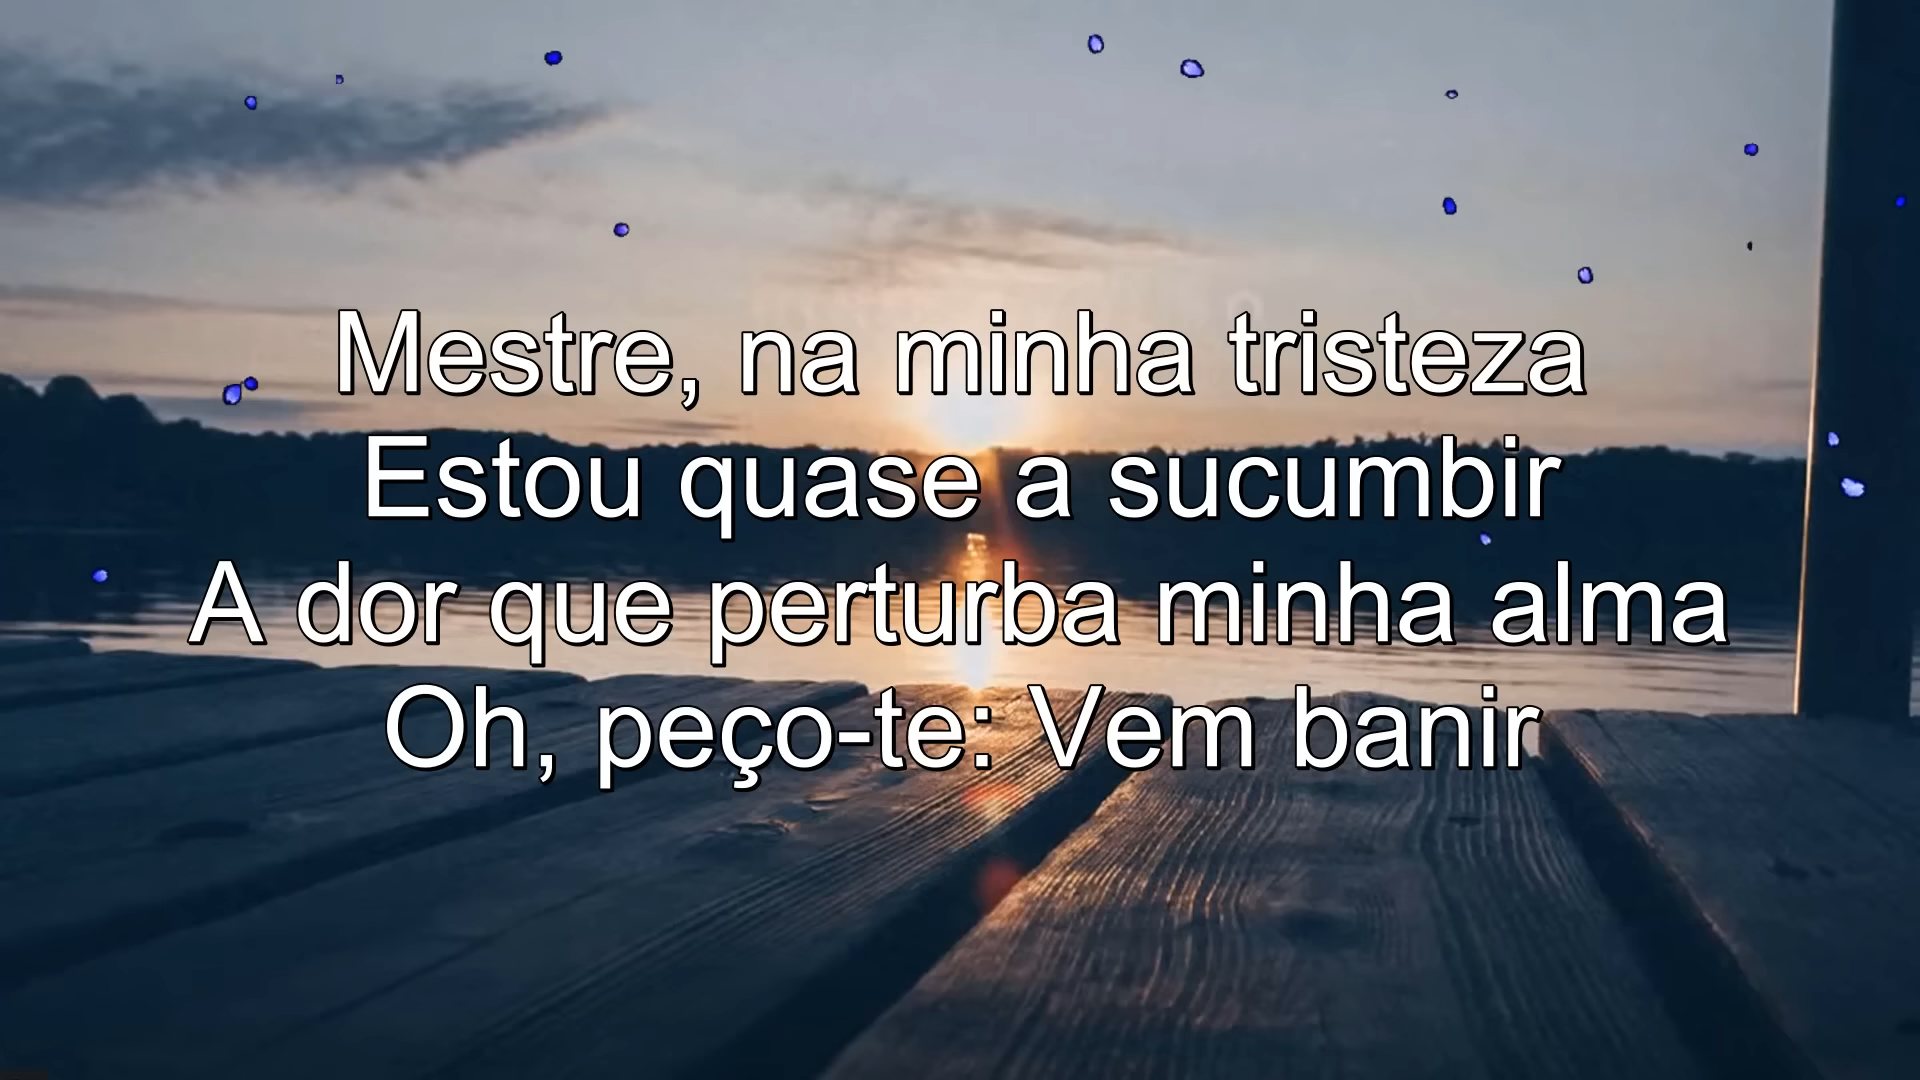 Mestre, na minha tristeza
Estou quase a sucumbir
A dor que perturba minha alma
Oh, peço-te: Vem banir